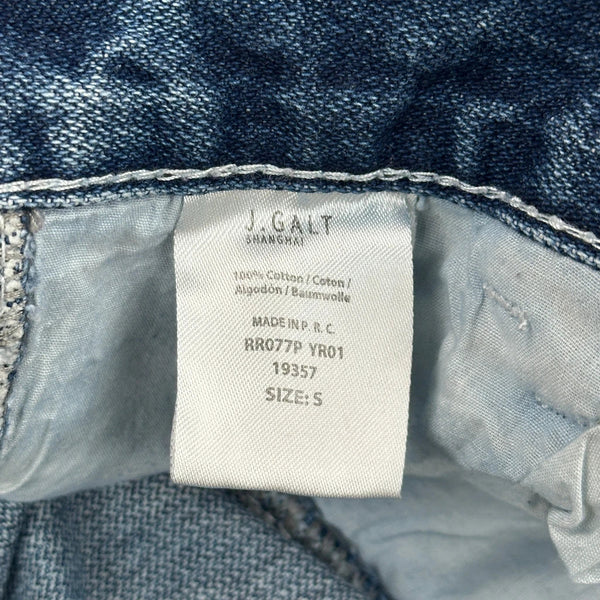 J.GALT
SHANGHAI
100% Cotton / Coton /
Algodón / Baumwolle
MADE IN P. R. C.
RR077P YR01
19357
SIZE: S